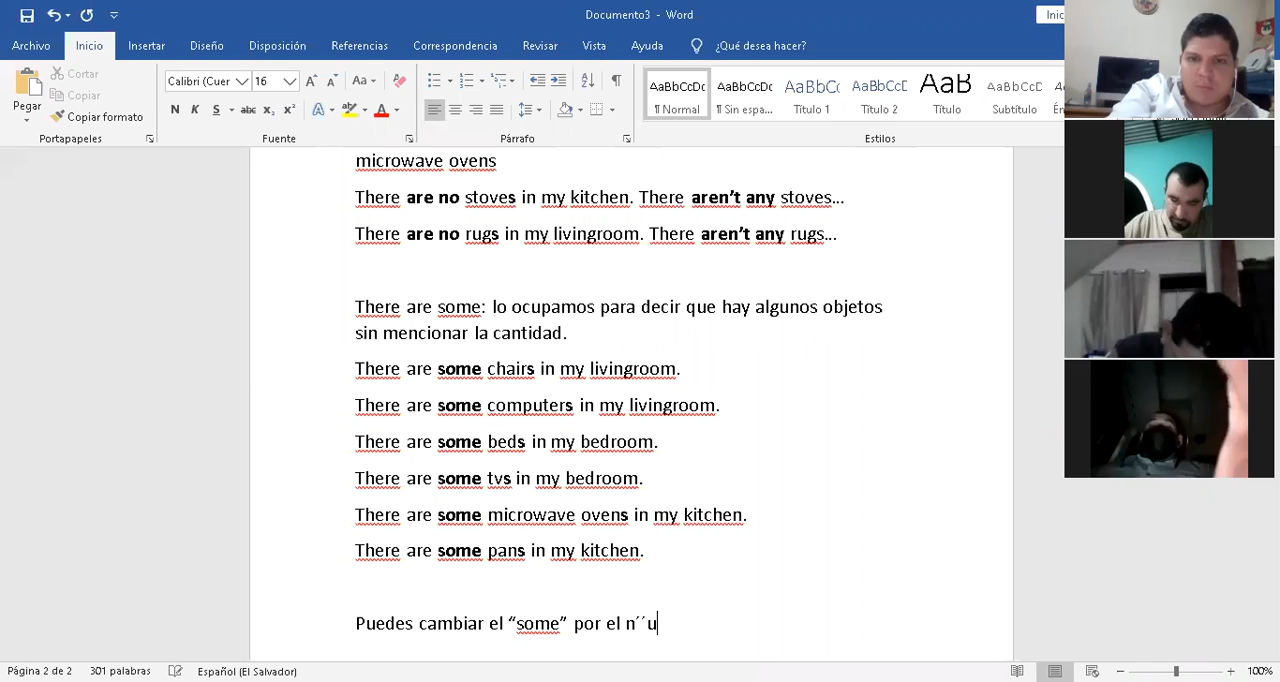 Documento3 - Word
Inic
Archivo Inicio Insertar Diseño Disposición Referencias Correspondencia Revisar Vista Ayuda ¿Qué desea hacer?
Pegar
Cortar
Copiar
Copiar formato
Portapapeles
Calibri (Cuer 16
Aa
N K S abc x₂ x²
Fuente
Párrafo
AaBbCcDc AaBbCcDc AaBbCc AaBbCcD AaB AaBbCcD
¶ Normal ¶ Sin espa... Título 1 Título 2 Título Subtítulo
Estilos
microwave ovens
There are no stoves in my kitchen. There aren’t any stoves…
There are no rugs in my livingroom. There aren’t any rugs…
There are some: lo ocupamos para decir que hay algunos objetos
sin mencionar la cantidad.
There are some chairs in my livingroom.
There are some computers in my livingroom.
There are some beds in my bedroom.
There are some tvs in my bedroom.
There are some microwave ovens in my kitchen.
There are some pans in my kitchen.
Puedes cambiar el “some” por el n´´u
Página 2 de 2 301 palabras Español (El Salvador) 100%